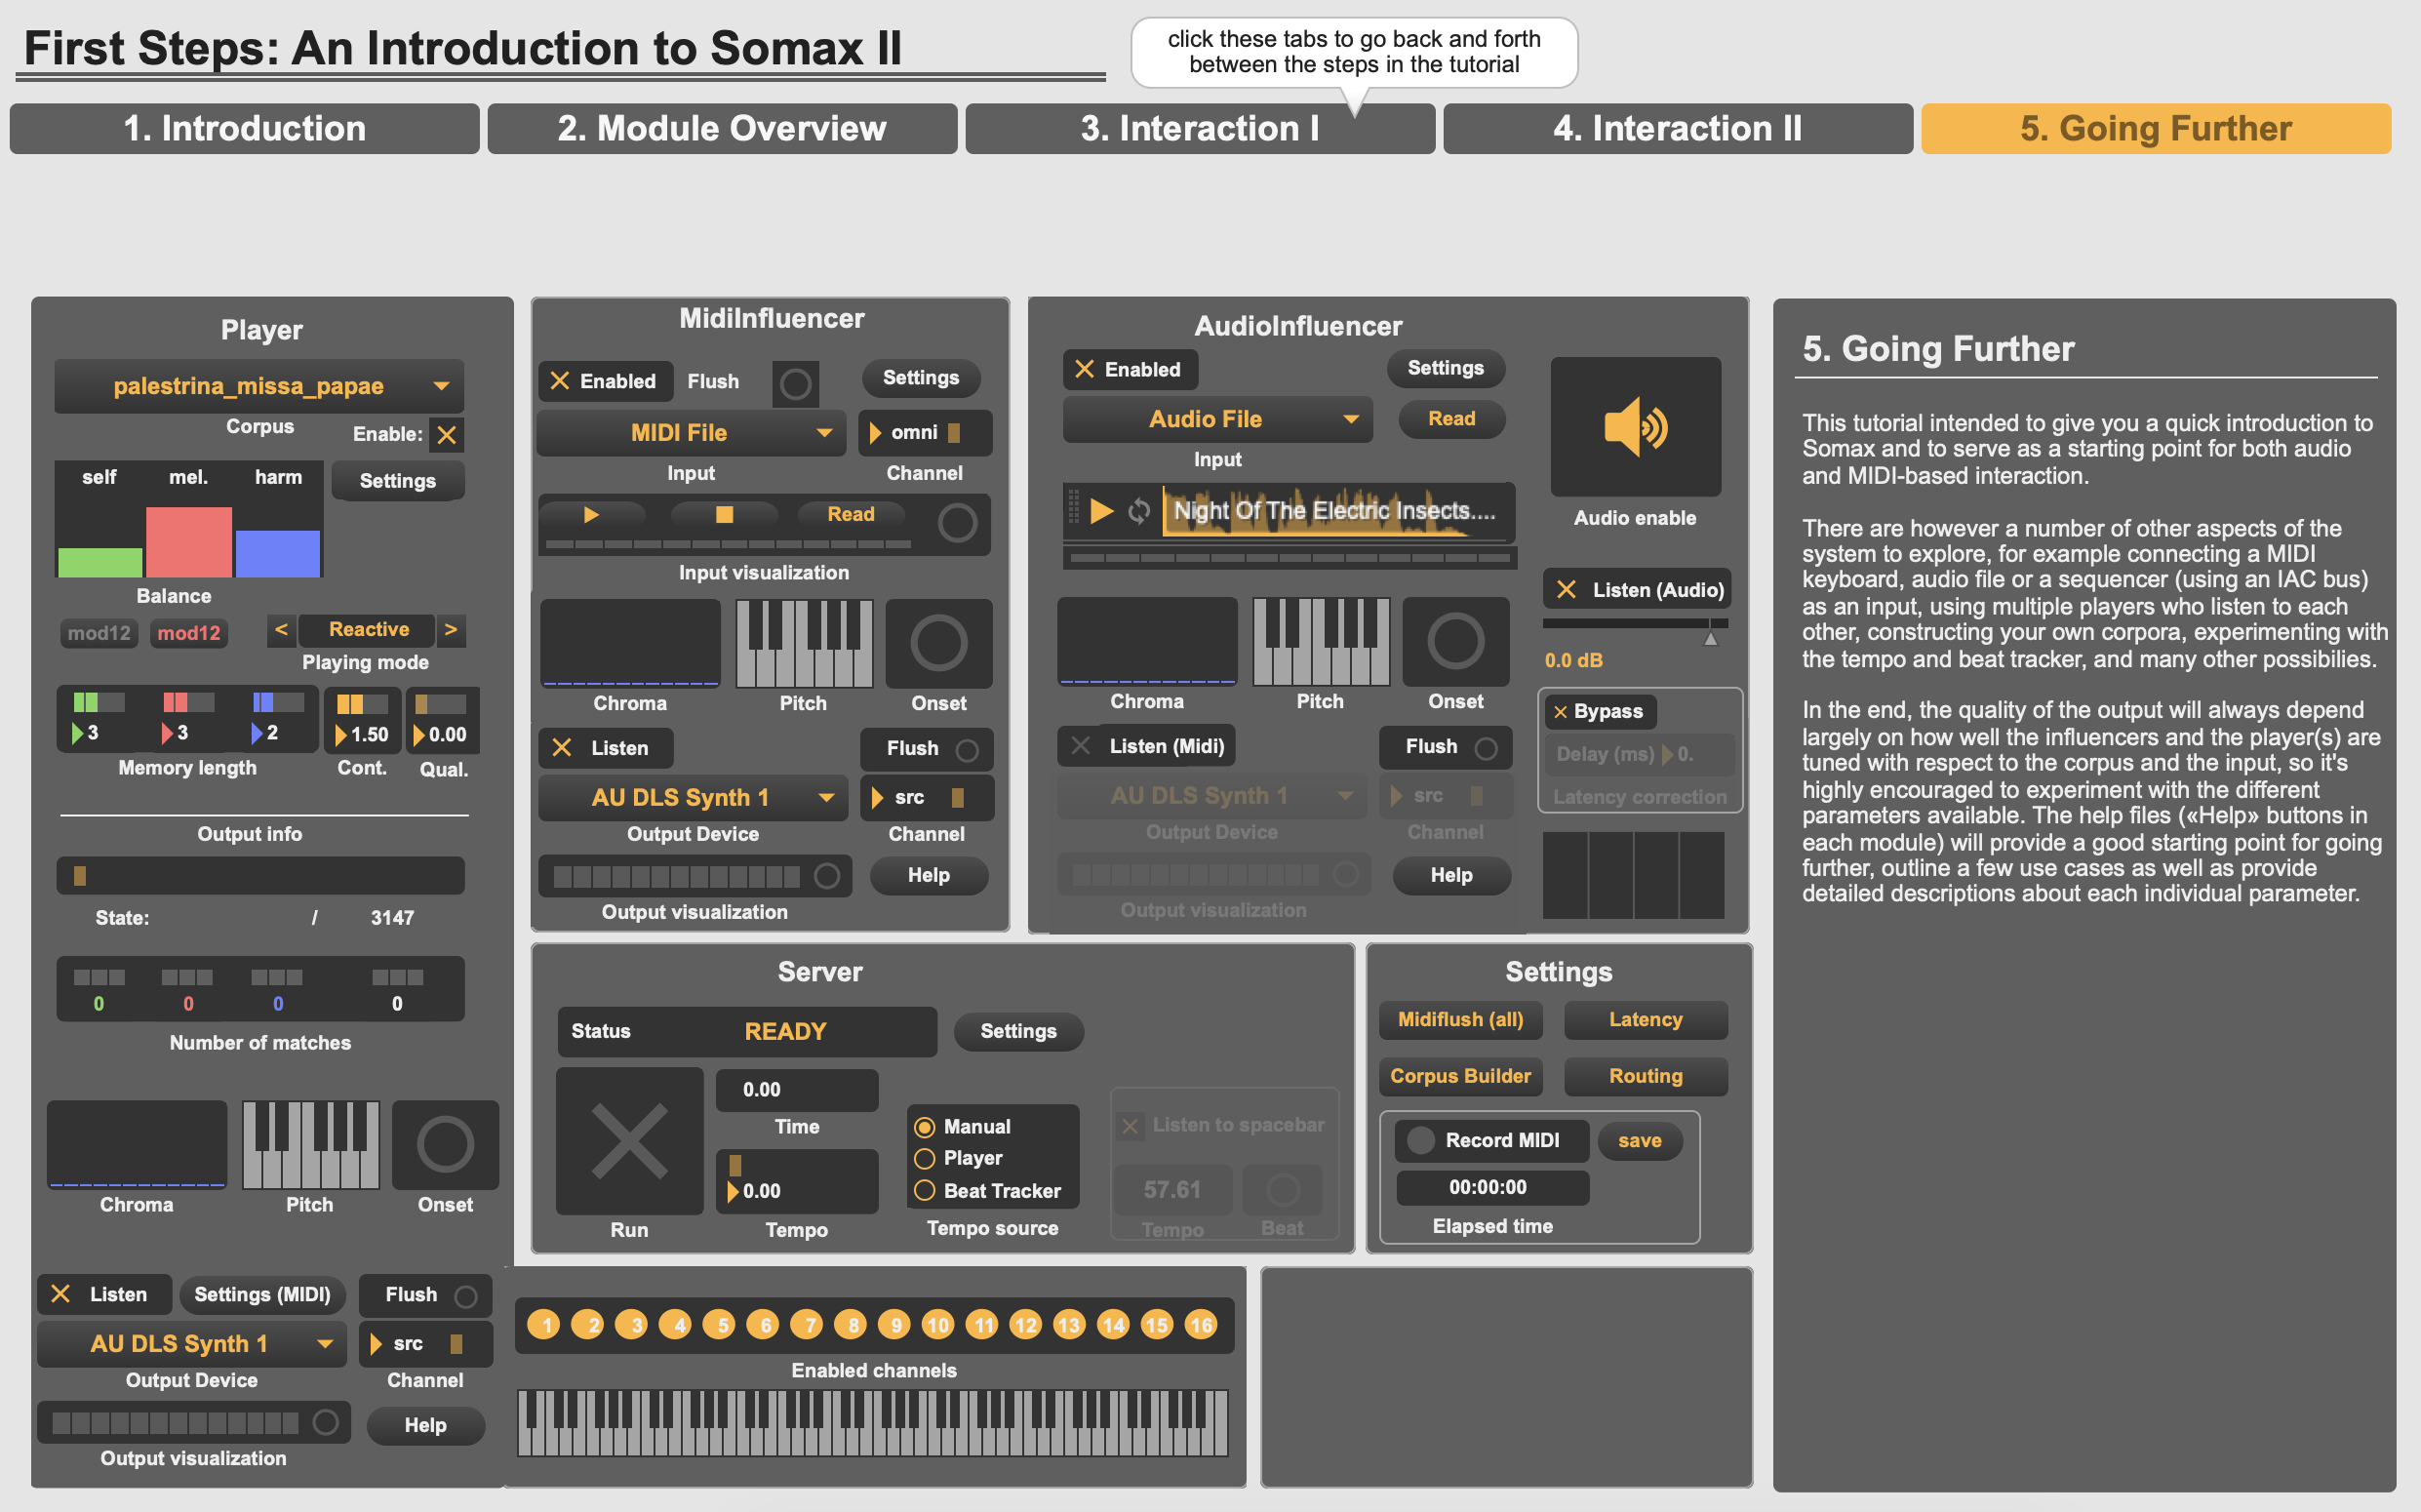 First Steps: An Introduction to Somax II
click these tabs to go back and forth
between the steps in the tutorial
1. Introduction
2. Module Overview
3. Interaction I
4. Interaction II
5. Going Further
Player
palestrina_missa_papae
Corpus
Enable:
self mel. harm
Settings
Balance
mod12 mod12
< Reactive >
Playing mode
3 3 2
1.50
0.00
Memory length
Cont.
Qual.
Output info
State: / 3147
0 0 0 0
Number of matches
Chroma
Pitch
Onset
Listen
Settings (MIDI)
Flush
AU DLS Synth 1
src
Output Device
Channel
Help
Output visualization
MidiInfluencer
Enabled
Flush
Settings
MIDI File
omni
Input
Channel
Read
Input visualization
Chroma
Pitch
Onset
Listen
Flush
AU DLS Synth 1
src
Output Device
Channel
Help
Output visualization
AudioInfluencer
Enabled
Settings
Audio File
Read
Input
Night Of The Electric Insects....
Chroma
Pitch
Onset
Listen (Midi)
Flush
AU DLS Synth 1
src
Output Device
Channel
Help
Output visualization
Audio enable
Listen (Audio)
0.0 dB
Bypass
Delay (ms) 0.
Latency correction
Server
Status READY
Settings
0.00
Time
0.00
Run
Tempo
Manual
Player
Beat Tracker
Tempo source
Listen to spacebar
57.61
Tempo
Beat
Settings
Midiflush (all)
Latency
Corpus Builder
Routing
Record MIDI
save
00:00:00
Elapsed time
1 2 3 4 5 6 7 8 9 10 11 12 13 14 15 16
Enabled channels
5. Going Further
This tutorial intended to give you a quick introduction to
Somax and to serve as a starting point for both audio
and MIDI-based interaction.
There are however a number of other aspects of the
system to explore, for example connecting a MIDI
keyboard, audio file or a sequencer (using an IAC bus)
as an input, using multiple players who listen to each
other, constructing your own corpora, experimenting with
the tempo and beat tracker, and many other possibilies.
In the end, the quality of the output will always depend
largely on how well the influencers and the player(s) are
tuned with respect to the corpus and the input, so it's
highly encouraged to experiment with the different
parameters available. The help files («Help» buttons in
each module) will provide a good starting point for going
further, outline a few use cases as well as provide
detailed descriptions about each individual parameter.